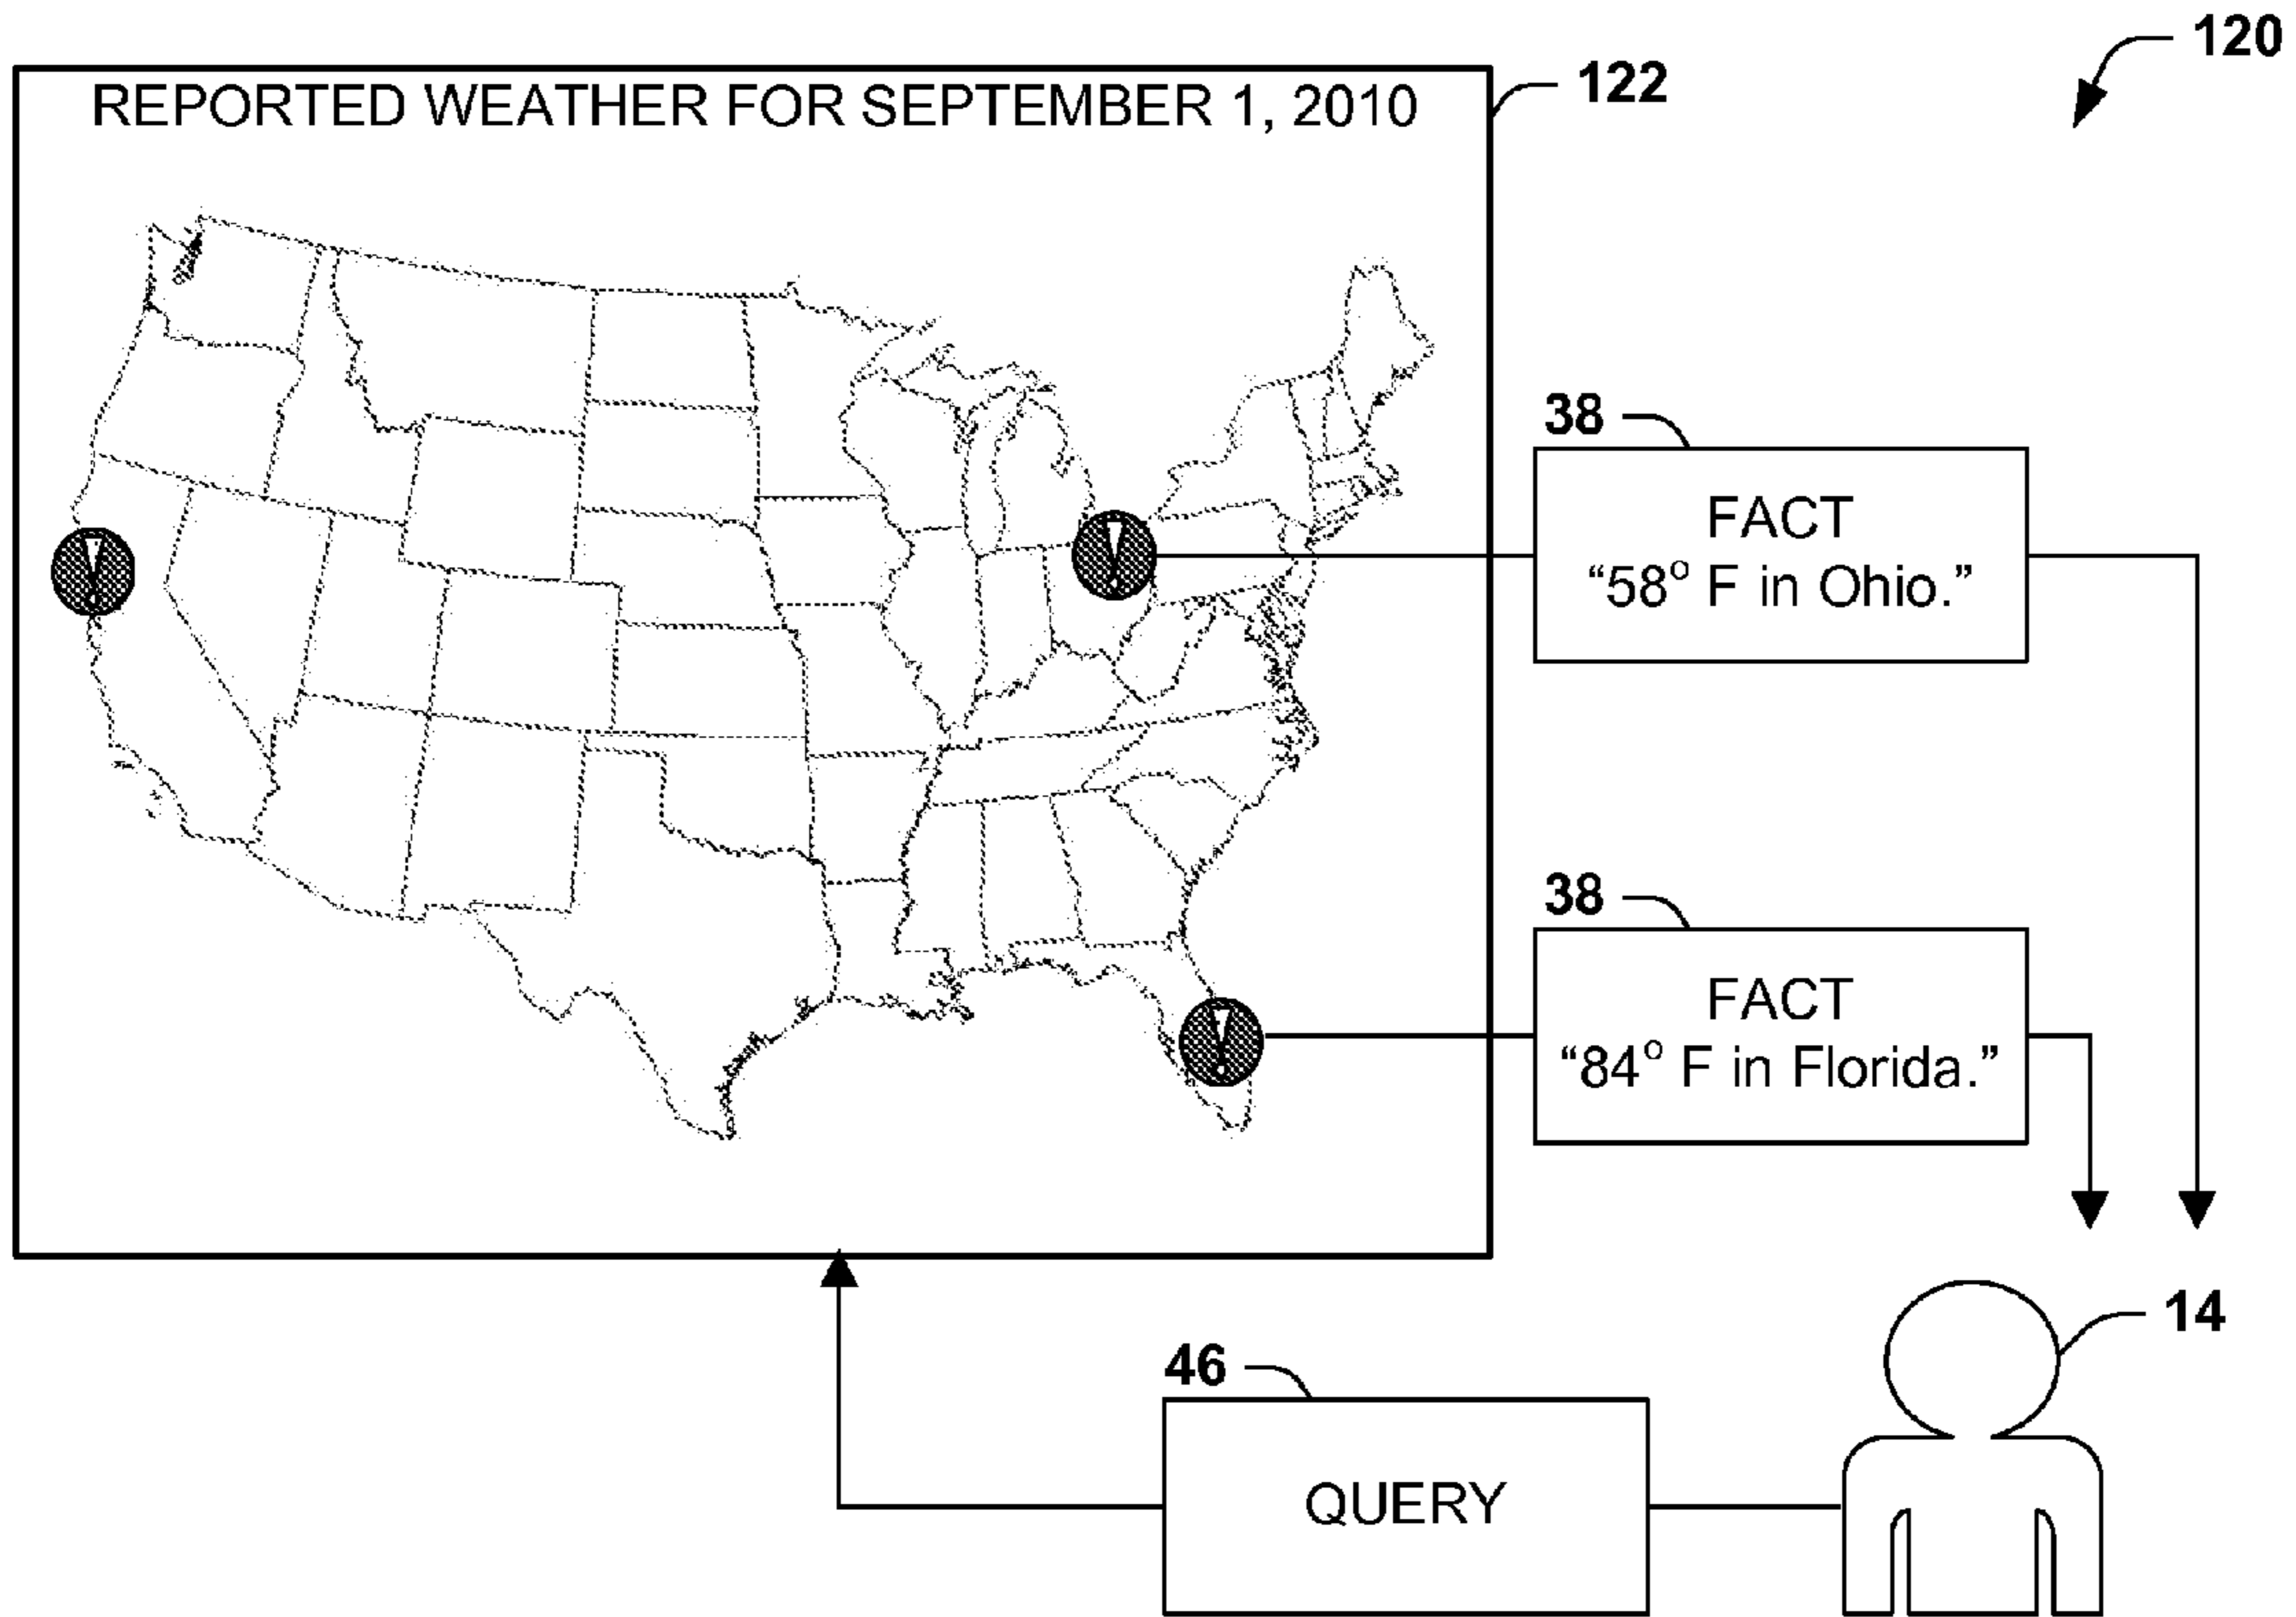 120
122
REPORTED WEATHER FOR SEPTEMBER 1, 2010
38
FACT
“58° F in Ohio.”
38
FACT
“84° F in Florida.”
14
46
QUERY